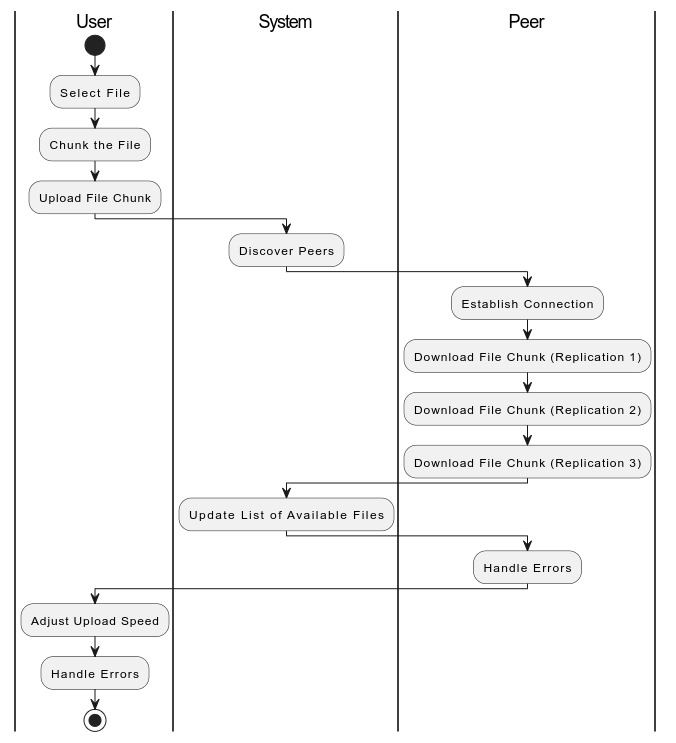 User
System
Peer
Select File
Chunk the File
Upload File Chunk
Discover Peers
Establish Connection
Download File Chunk (Replication 1)
Download File Chunk (Replication 2)
Download File Chunk (Replication 3)
Update List of Available Files
Handle Errors
Adjust Upload Speed
Handle Errors